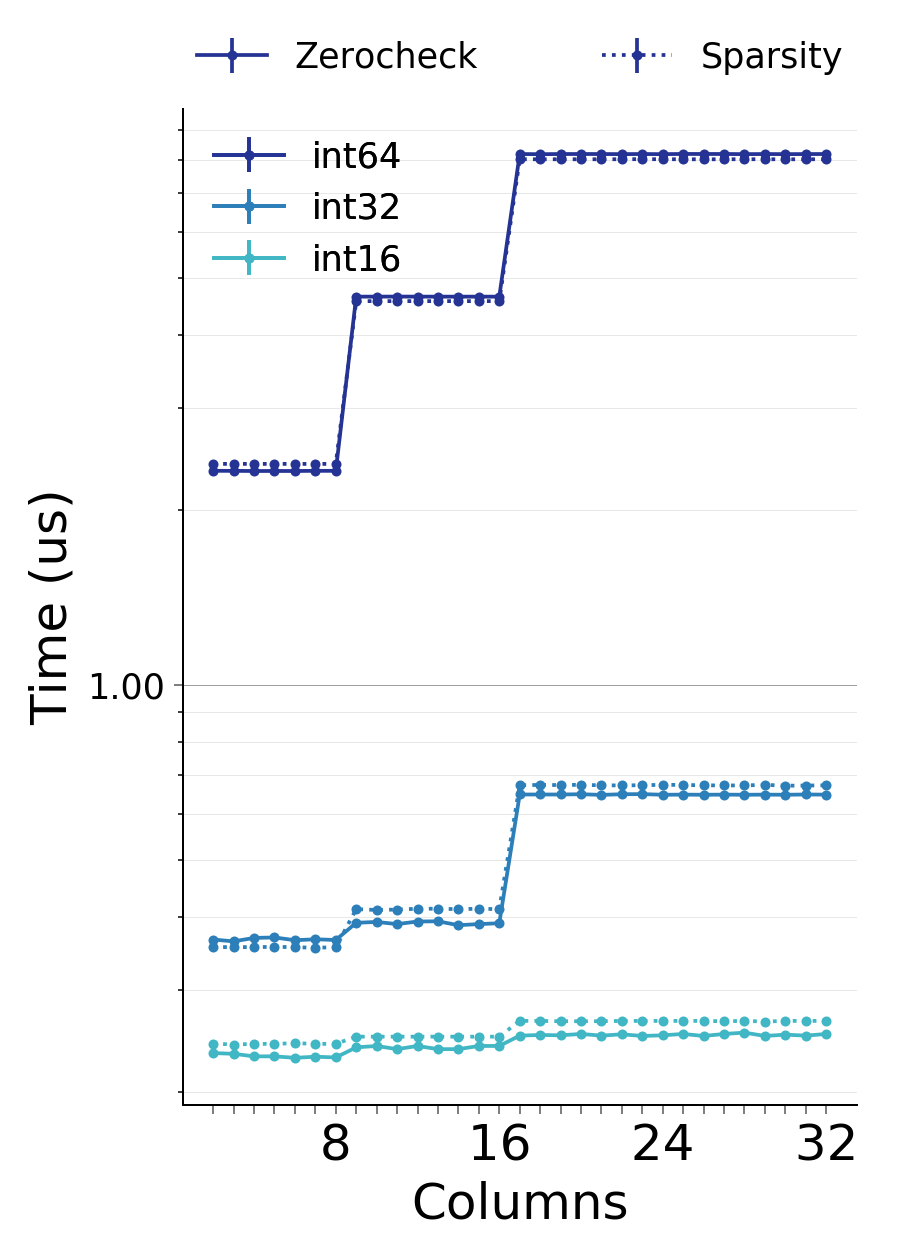 Zerocheck Sparsity
int64
int32
int16
Time (us)
1.00
8 16 24 32
Columns